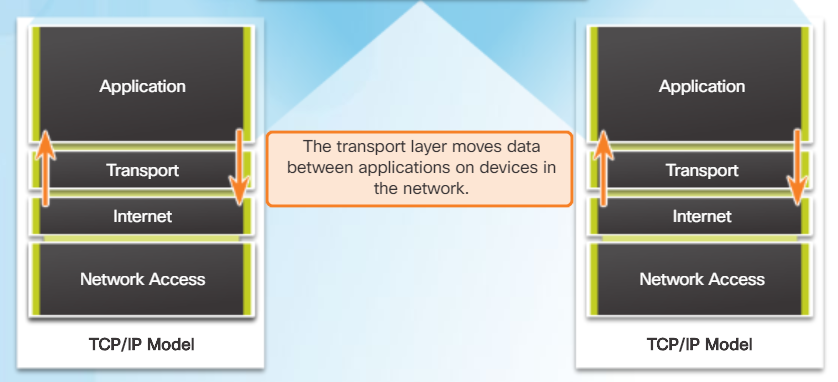 Application
Transport
Internet
Network Access
TCP/IP Model
The transport layer moves data
between applications on devices in
the network.
Application
Transport
Internet
Network Access
TCP/IP Model